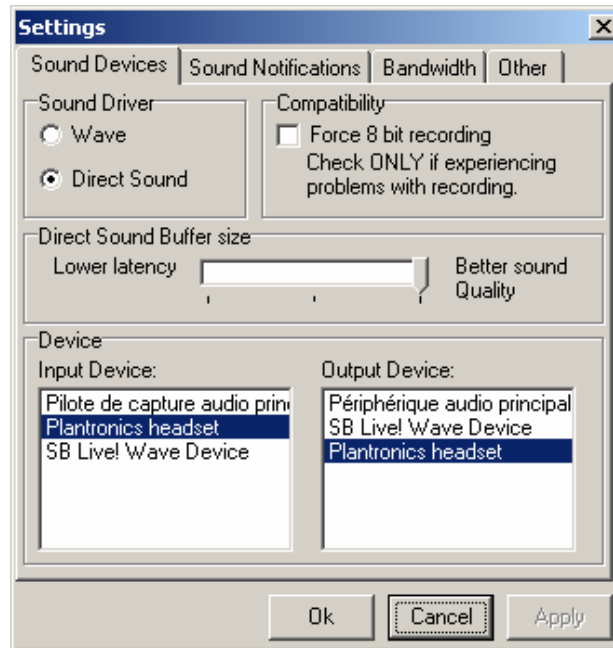 Settings
Sound Devices Sound Notifications Bandwidth Other
Sound Driver
Wave
Direct Sound
Compatibility
Force 8 bit recording
Check ONLY if experiencing
problems with recording.
Direct Sound Buffer size
Lower latency
Better sound
Quality
Device
Input Device:
Pilote de capture audio
Plantronics headset
SB Live! Wave Device
Output Device:
Périphérique audio principal
SB Live! Wave Device
Plantronics headset
Ok Cancel Apply